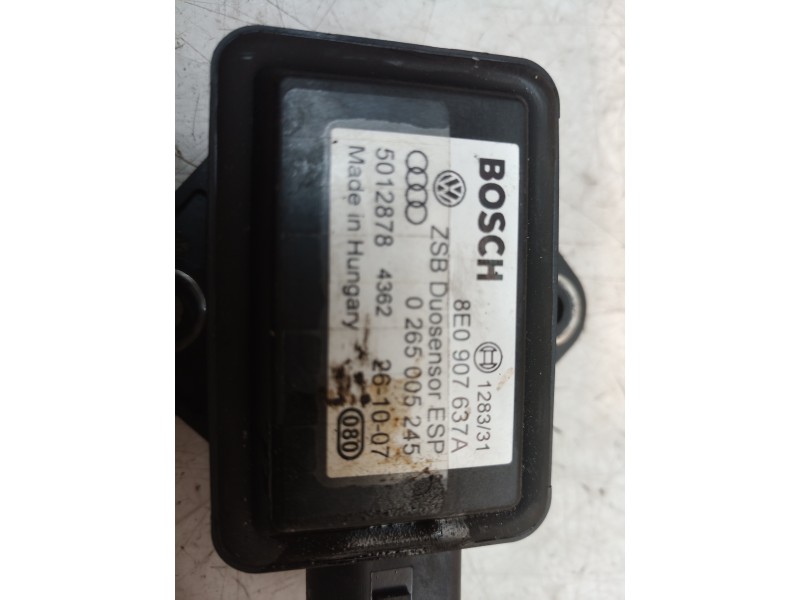 BOSCH
1283/31
8E0 907 637A
ZSB Duosensor ESP
0 265 005 245
5012878 4362 26-10-07
Made in Hungary
080